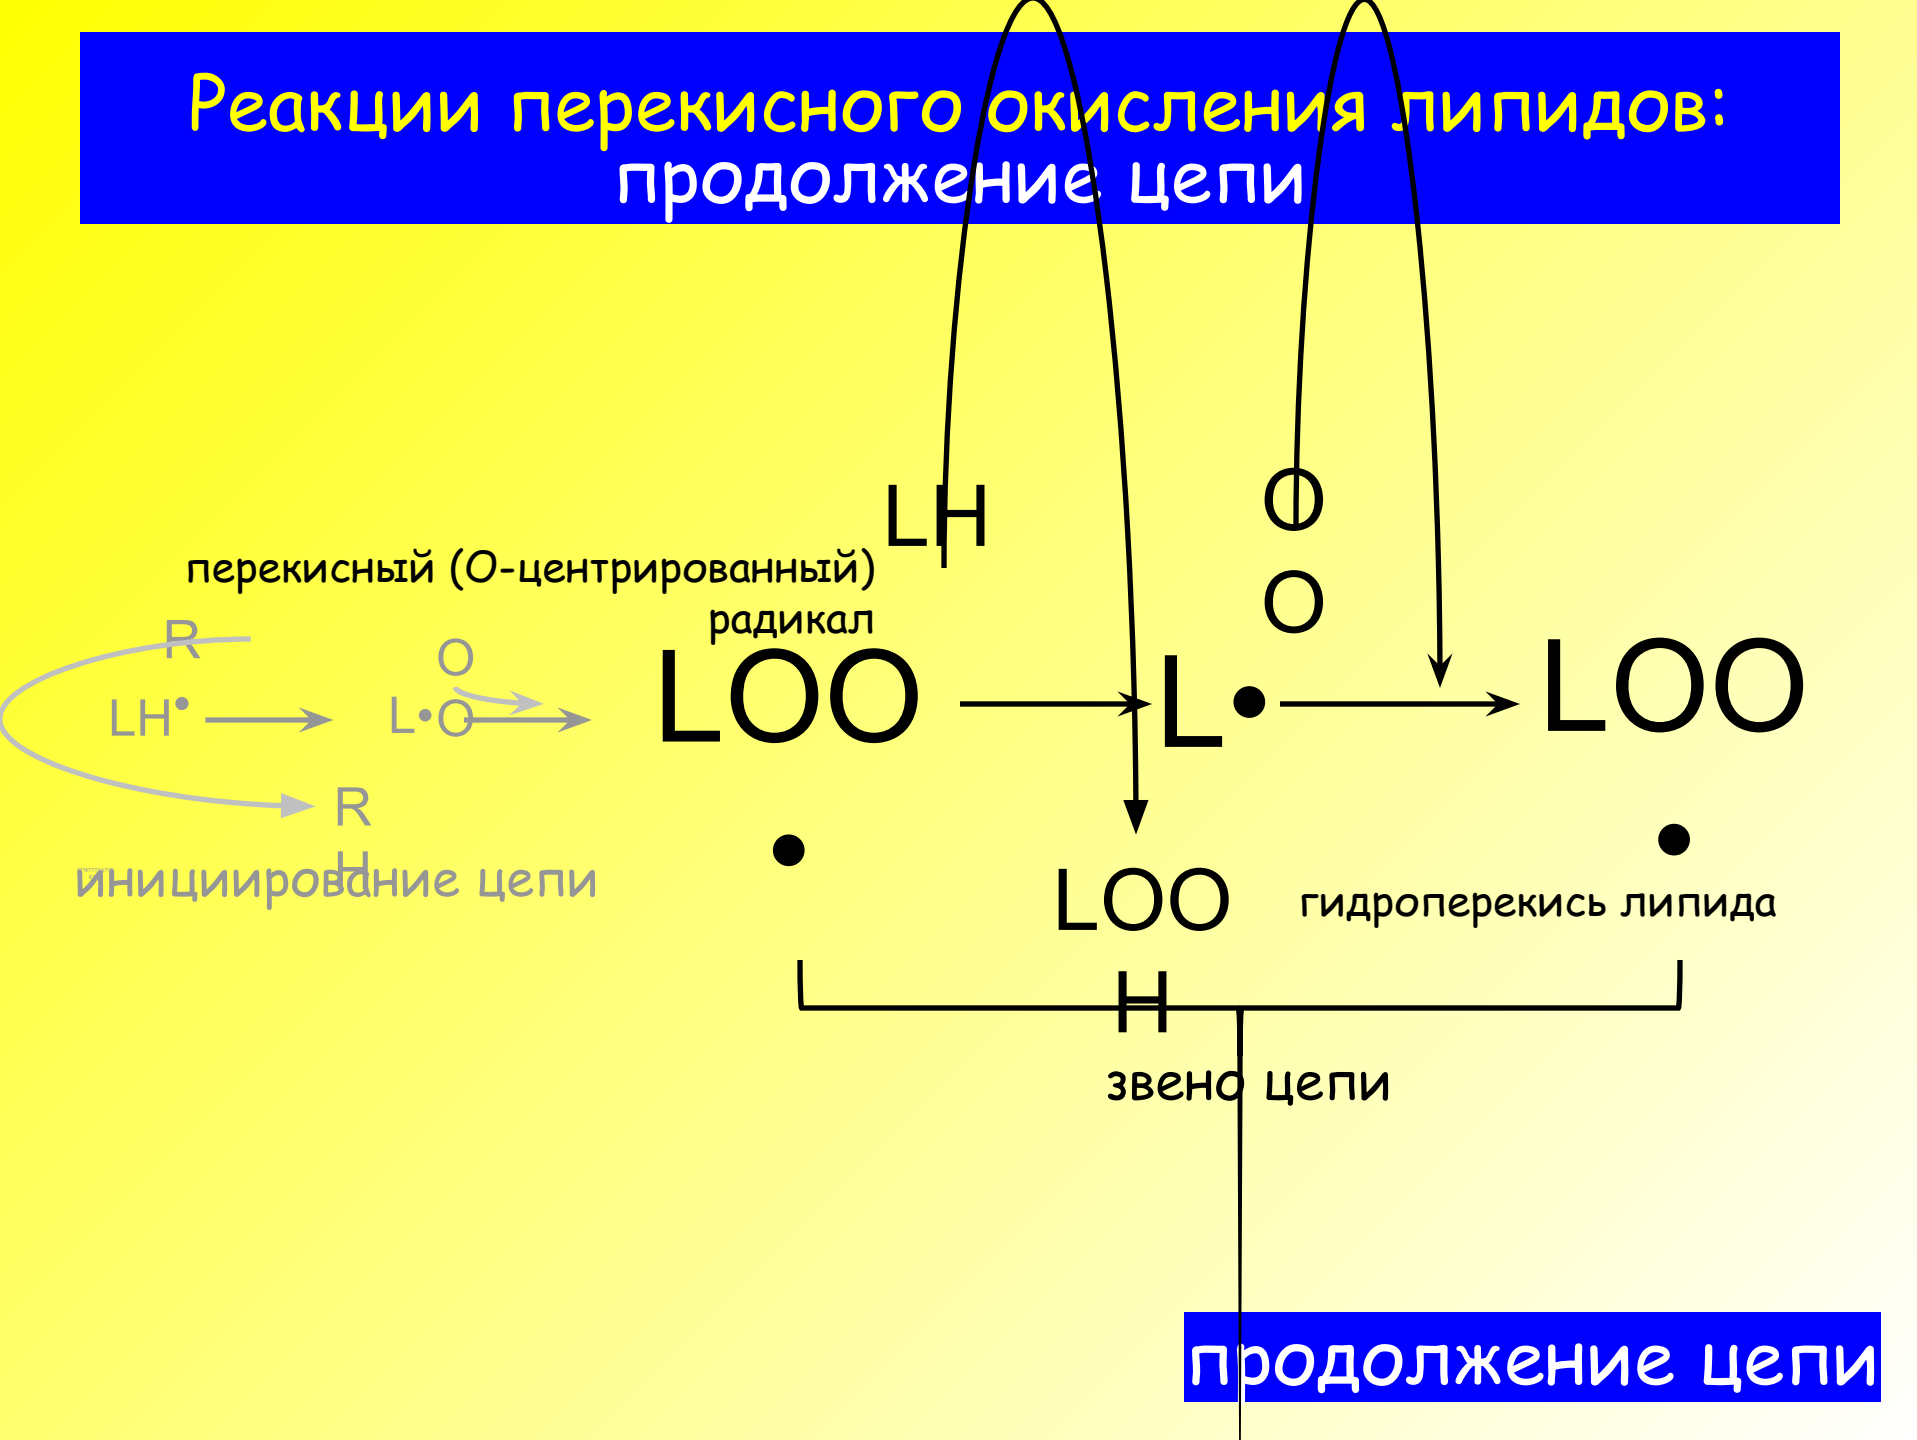 Реакции перекисного окисления липидов:
продолжение цепи
LH
O
O
перекисный (О-центрированный)
радикал
R
LH•
L•
O
O
R
H
инициирование цепи
LOO
•
L•
LOO
•
LOO
H
гидроперекись липида
звено цепи
продолжение цепи